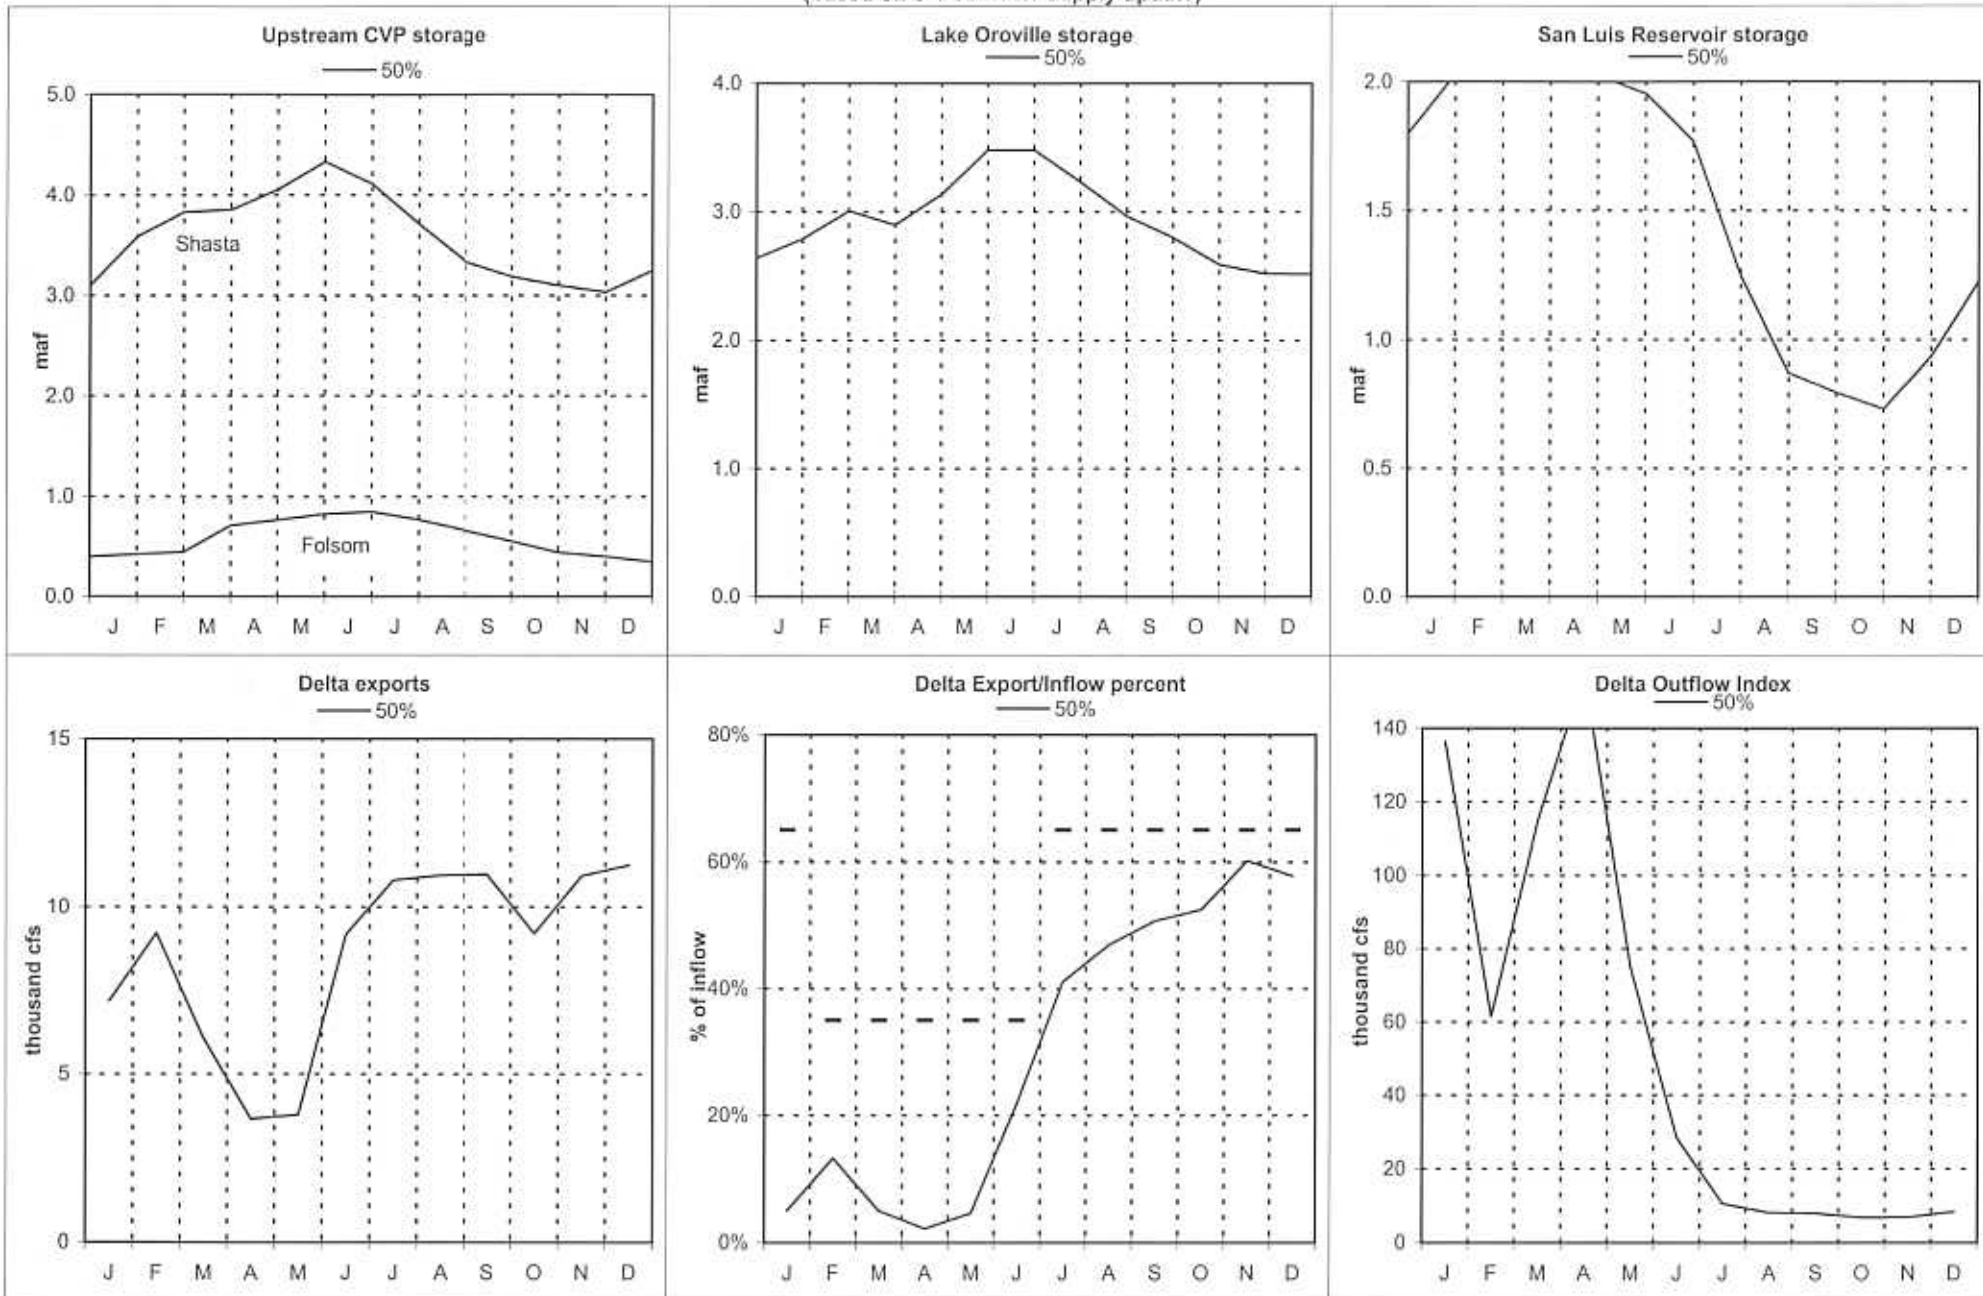 Upstream CVP storage
50%
5.0
4.0
3.0
2.0
1.0
0.0
maf
Shasta
Folsom
J F M A M J J A S O N D
Lake Oroville storage
50%
4.0
3.0
2.0
1.0
0.0
maf
J F M A M J J A S O N D
San Luis Reservoir storage
50%
2.0
1.5
1.0
0.5
0.0
maf
J F M A M J J A S O N D
Delta exports
50%
15
10
5
0
thousand cfs
J F M A M J J A S O N D
Delta Export/Inflow percent
50%
80%
60%
40%
20%
0%
% of inflow
J F M A M J J A S O N D
Delta Outflow Index
50%
140
120
100
80
60
40
20
0
thousand cfs
J F M A M J J A S O N D